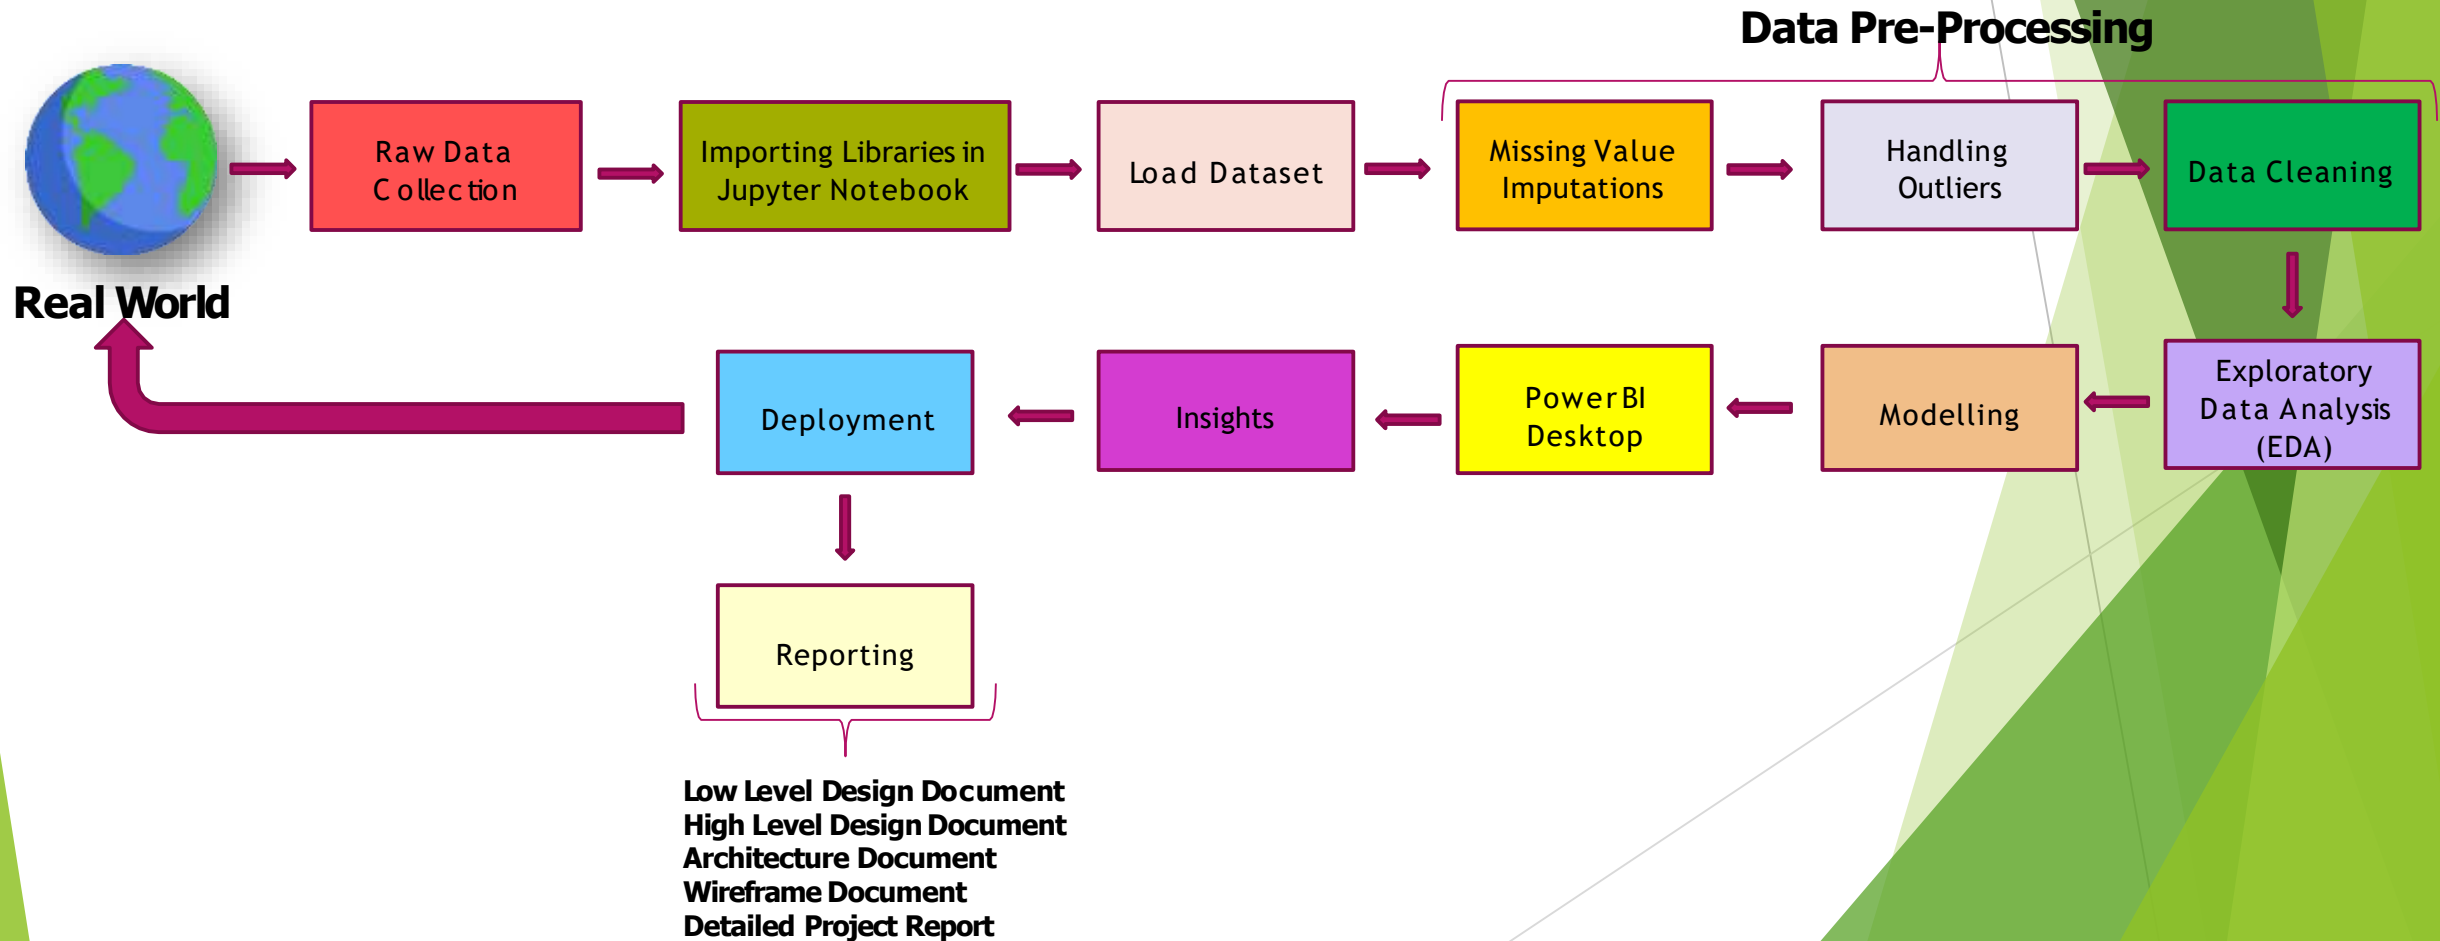 Data Pre-Processing
Raw Data
Collection
Importing Libraries in
Jupyter Notebook
Load Dataset
Missing Value
Imputations
Handling
Outliers
Data Cleaning
Real World
Deployment
Insights
Power BI
Desktop
Modelling
Exploratory
Data Analysis
(EDA)
Reporting
Low Level Design Document
High Level Design Document
Architecture Document
Wireframe Document
Detailed Project Report